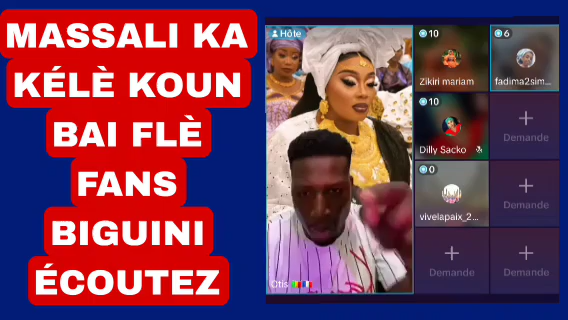 MASSALI KA
KÉLÈ KOUN
BAI FLÈ
FANS
BIGUINI
ÉCOUTEZ
Hôte
Otis
10
Zikiri mariam
6
fadima2sim...
10
Dilly Sacko
Demande
0
vivelapaix_2...
Demande
Demande
Demande